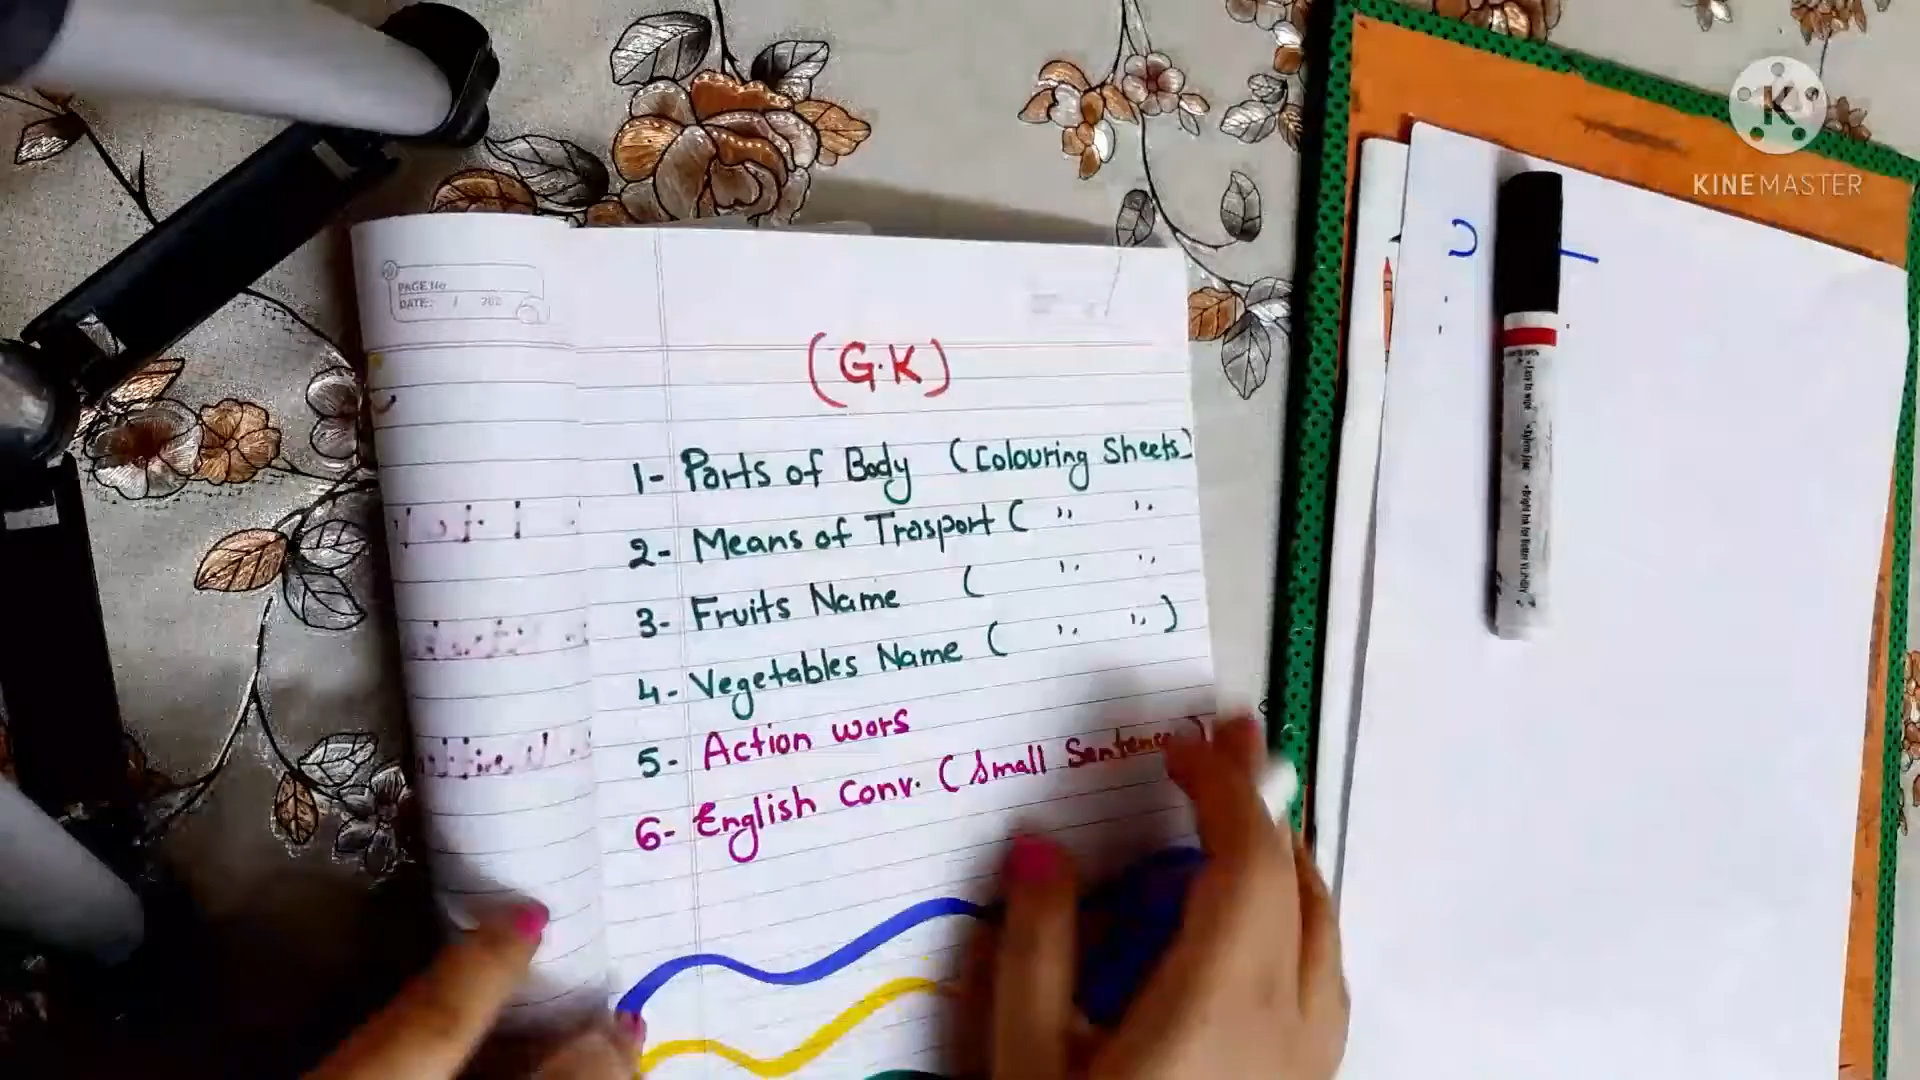 KINEMASTER
PAGE No
DATE: / 202
(G.K)
1- Parts of Body (Colouring Sheets)
2- Means of Trasport ( ,, ,,
3- Fruits Name ( ,, ,,
4- Vegetables Name ( ,, ,, )
5- Action wors
6- English Conv. (Small Sentences)